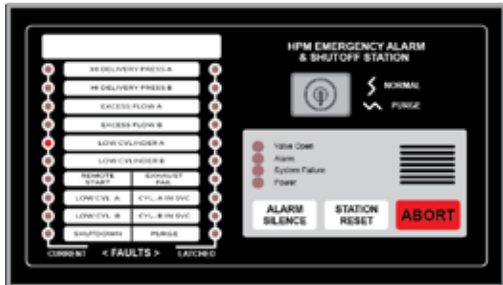 HI DELIVERY PRESS A
HI DELIVERY PRESS B
EXCESS FLOW A
EXCESS FLOW B
LOW CYLINDER A
LOW CYLINDER B
REMOTE START
EXHAUST FAIL
LOW CYL. A
CYL. A IN SVC
LOW CYL. B
CYL. B IN SVC
SHUTDOWN
PURGE
CURRENT < FAULTS > LATCHED
HPM EMERGENCY ALARM
& SHUTOFF STATION
NORMAL
PURGE
Valve Open
Alarm
System Failure
Power
ALARM
SILENCE
STATION
RESET
ABORT